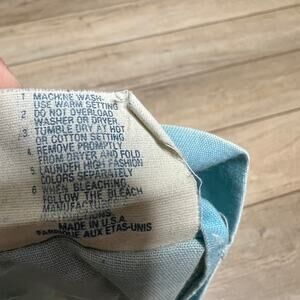 1 MACHINE WASH-
USE WARM SETTING
2 DO NOT OVERLOAD
WASHER OR DRYER
3 TUMBLE DRY AT HOT
OR COTTON SETTING
4 REMOVE PROMPTLY
FROM DRYER AND FOLD
5 LAUNDER HIGH FASHION
COLORS SEPARATELY
6 WHEN BLEACHING
FOLLOW THE BLEACH
MADE IN U.S.A
FABRIQUE AUX ETAS-UNIS